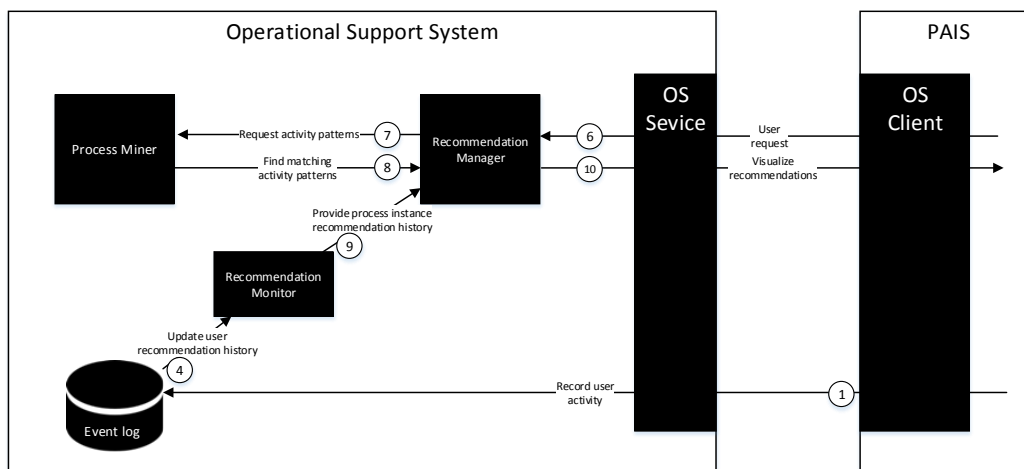 Operational Support System
PAIS
OS
Sevice
OS
Client
Process Miner
Request activity patterns
7
Recommendation
Manager
6
User
request
Find matching
activity patterns
8
10
Visualize
recommendations
Provide process instance
recommendation history
9
Recommendation
Monitor
Update user
recommendation history
4
Record user
activity
1
Event log